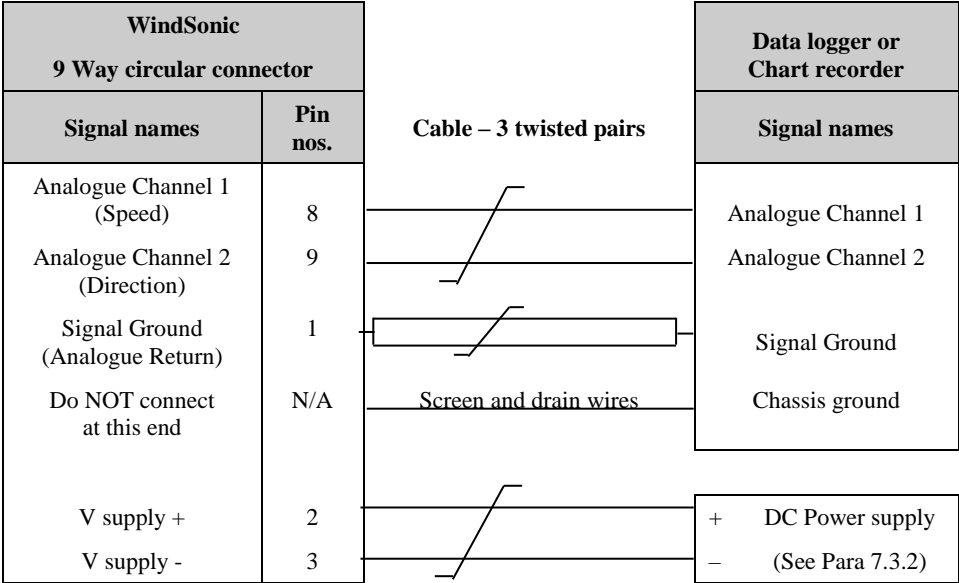 WindSonic
9 Way circular connector
Data logger or
Chart recorder
Signal names
Pin
nos.
Cable – 3 twisted pairs
Signal names
Analogue Channel 1
(Speed)
8
Analogue Channel 1
Analogue Channel 2
(Direction)
9
Analogue Channel 2
Signal Ground
(Analogue Return)
1
Signal Ground
Do NOT connect
at this end
N/A
Screen and drain wires
Chassis ground
V supply +
2
+ DC Power supply
V supply -
3
– (See Para 7.3.2)